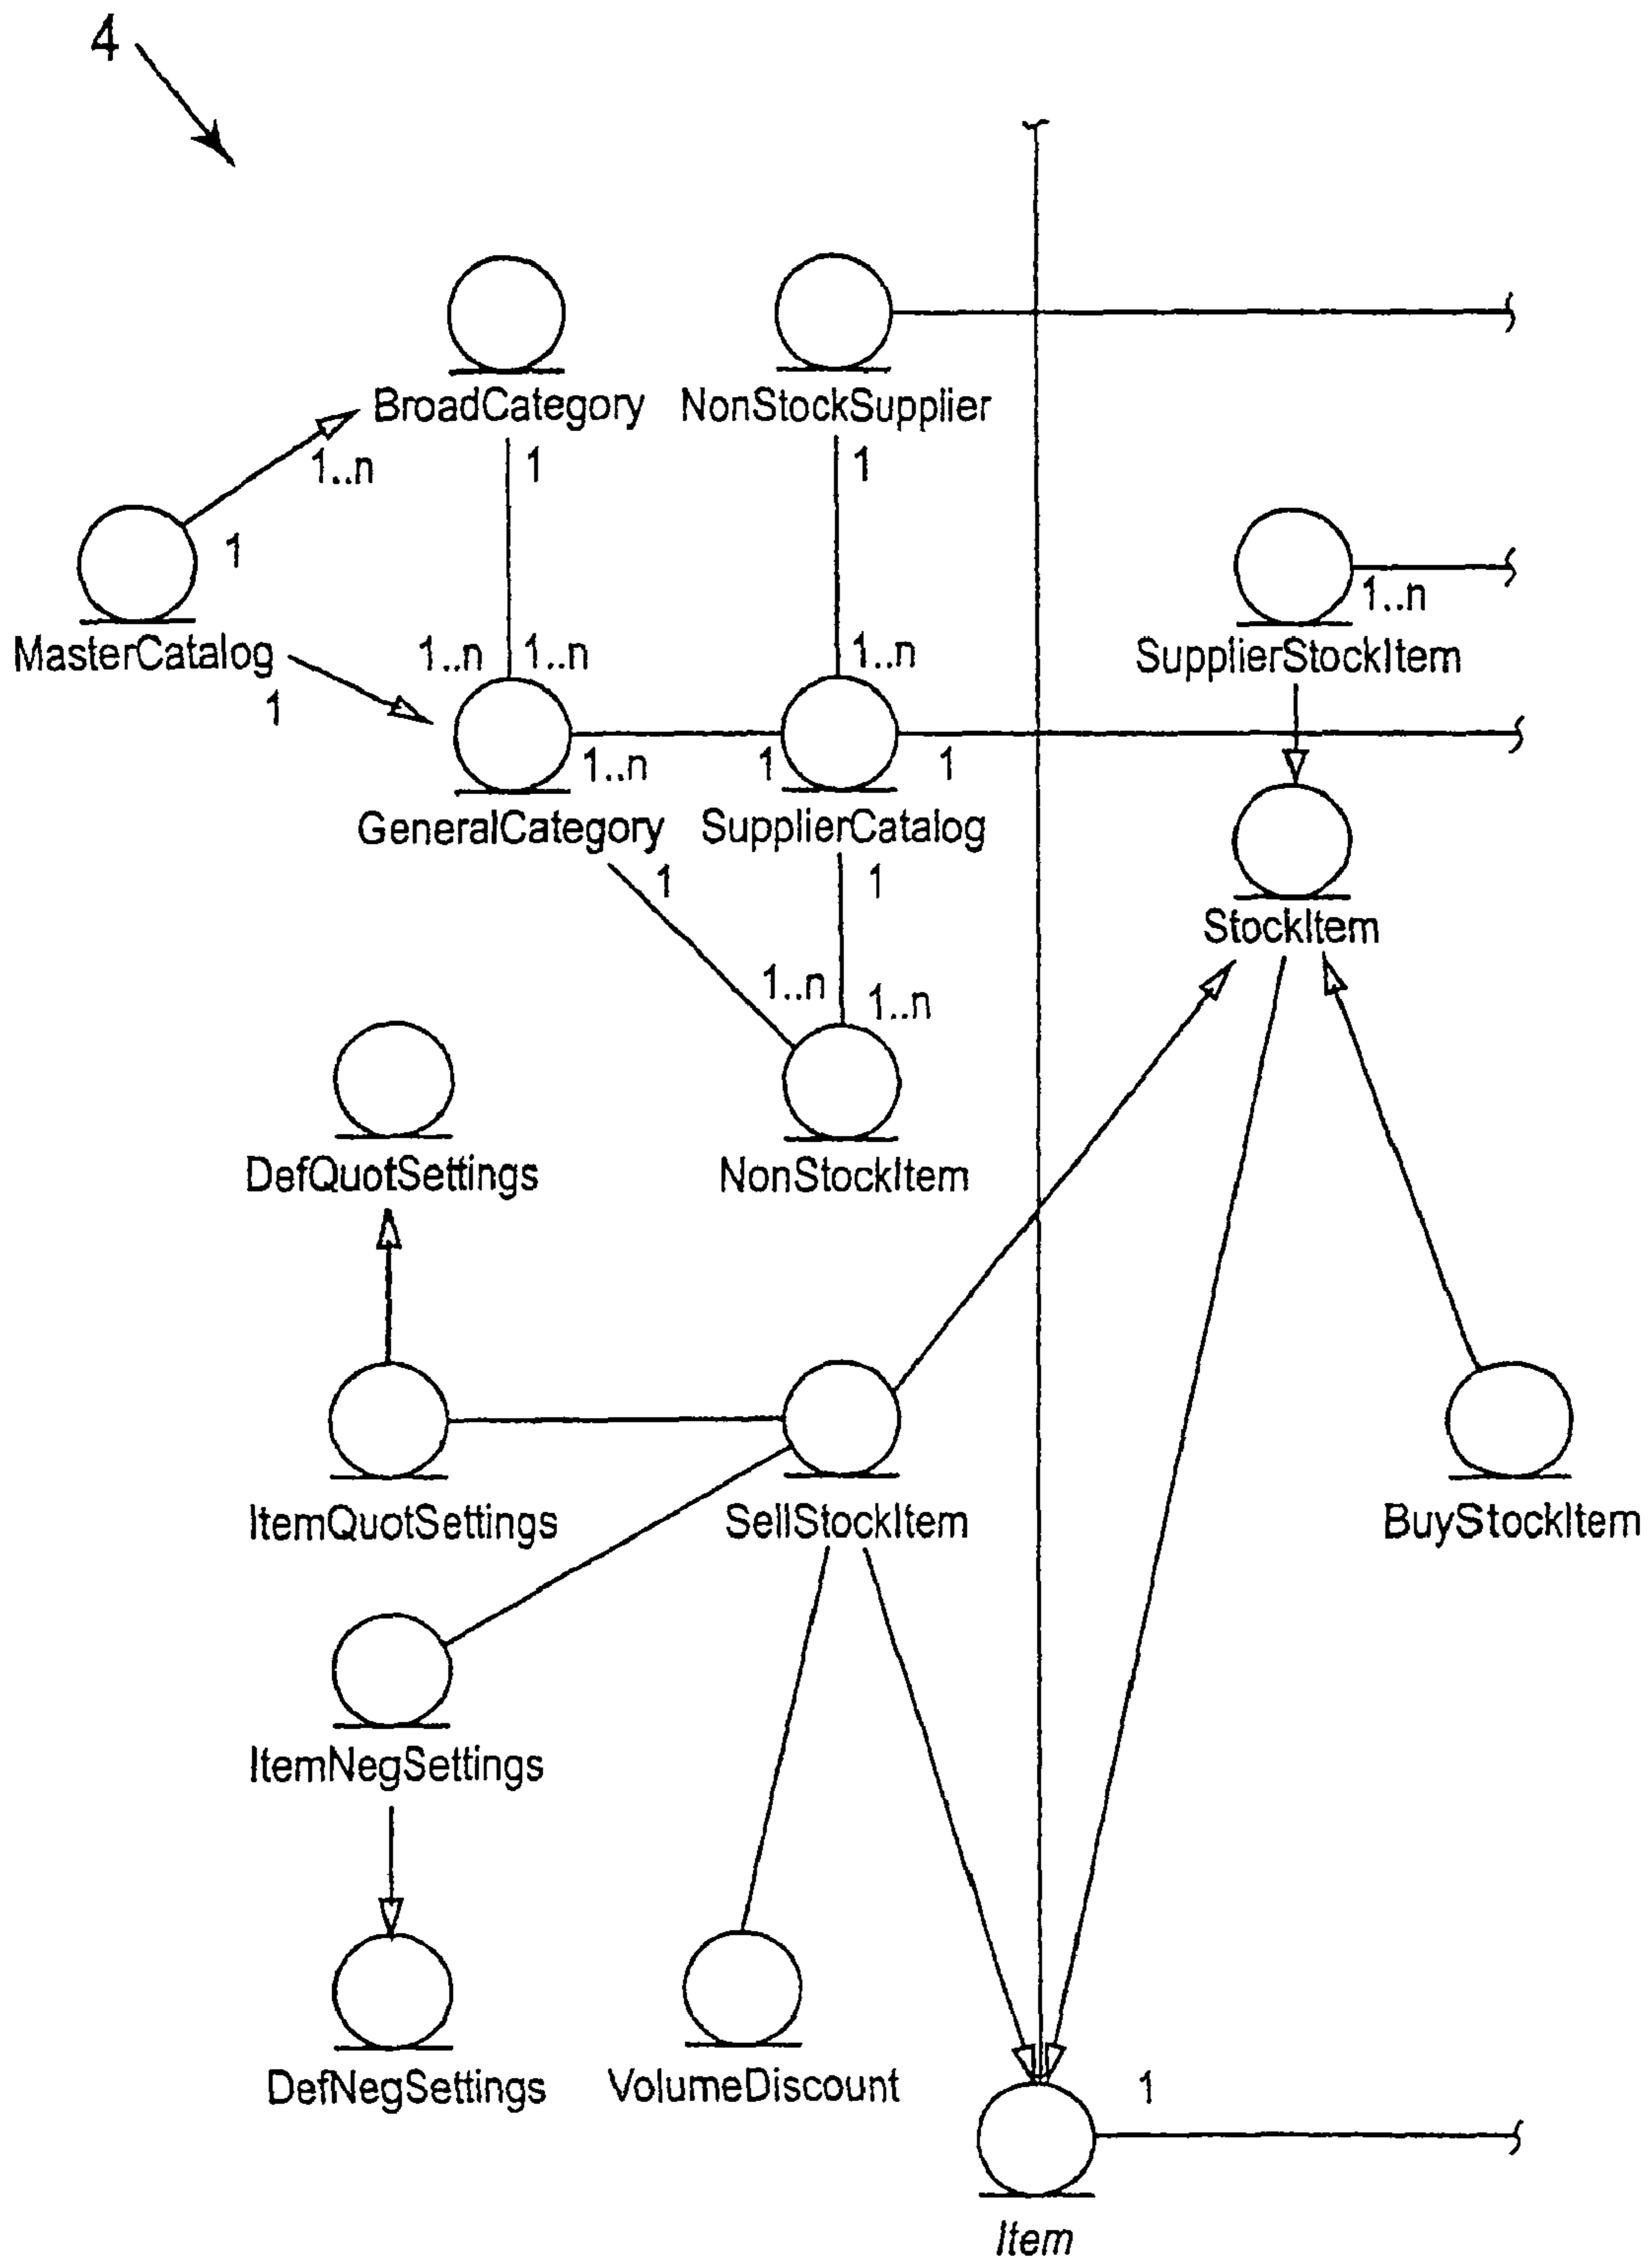 4
BroadCategory
NonStockSupplier
1..n
1
1
1
MasterCatalog
1
1..n
1..n
1..n
1..n
SupplierStockItem
1..n
1
1
GeneralCategory
SupplierCatalog
1
1
StockItem
1..n
1..n
DefQuotSettings
NonStockItem
ItemQuotSettings
SellStockItem
BuyStockItem
ItemNegSettings
DefNegSettings
VolumeDiscount
1
Item